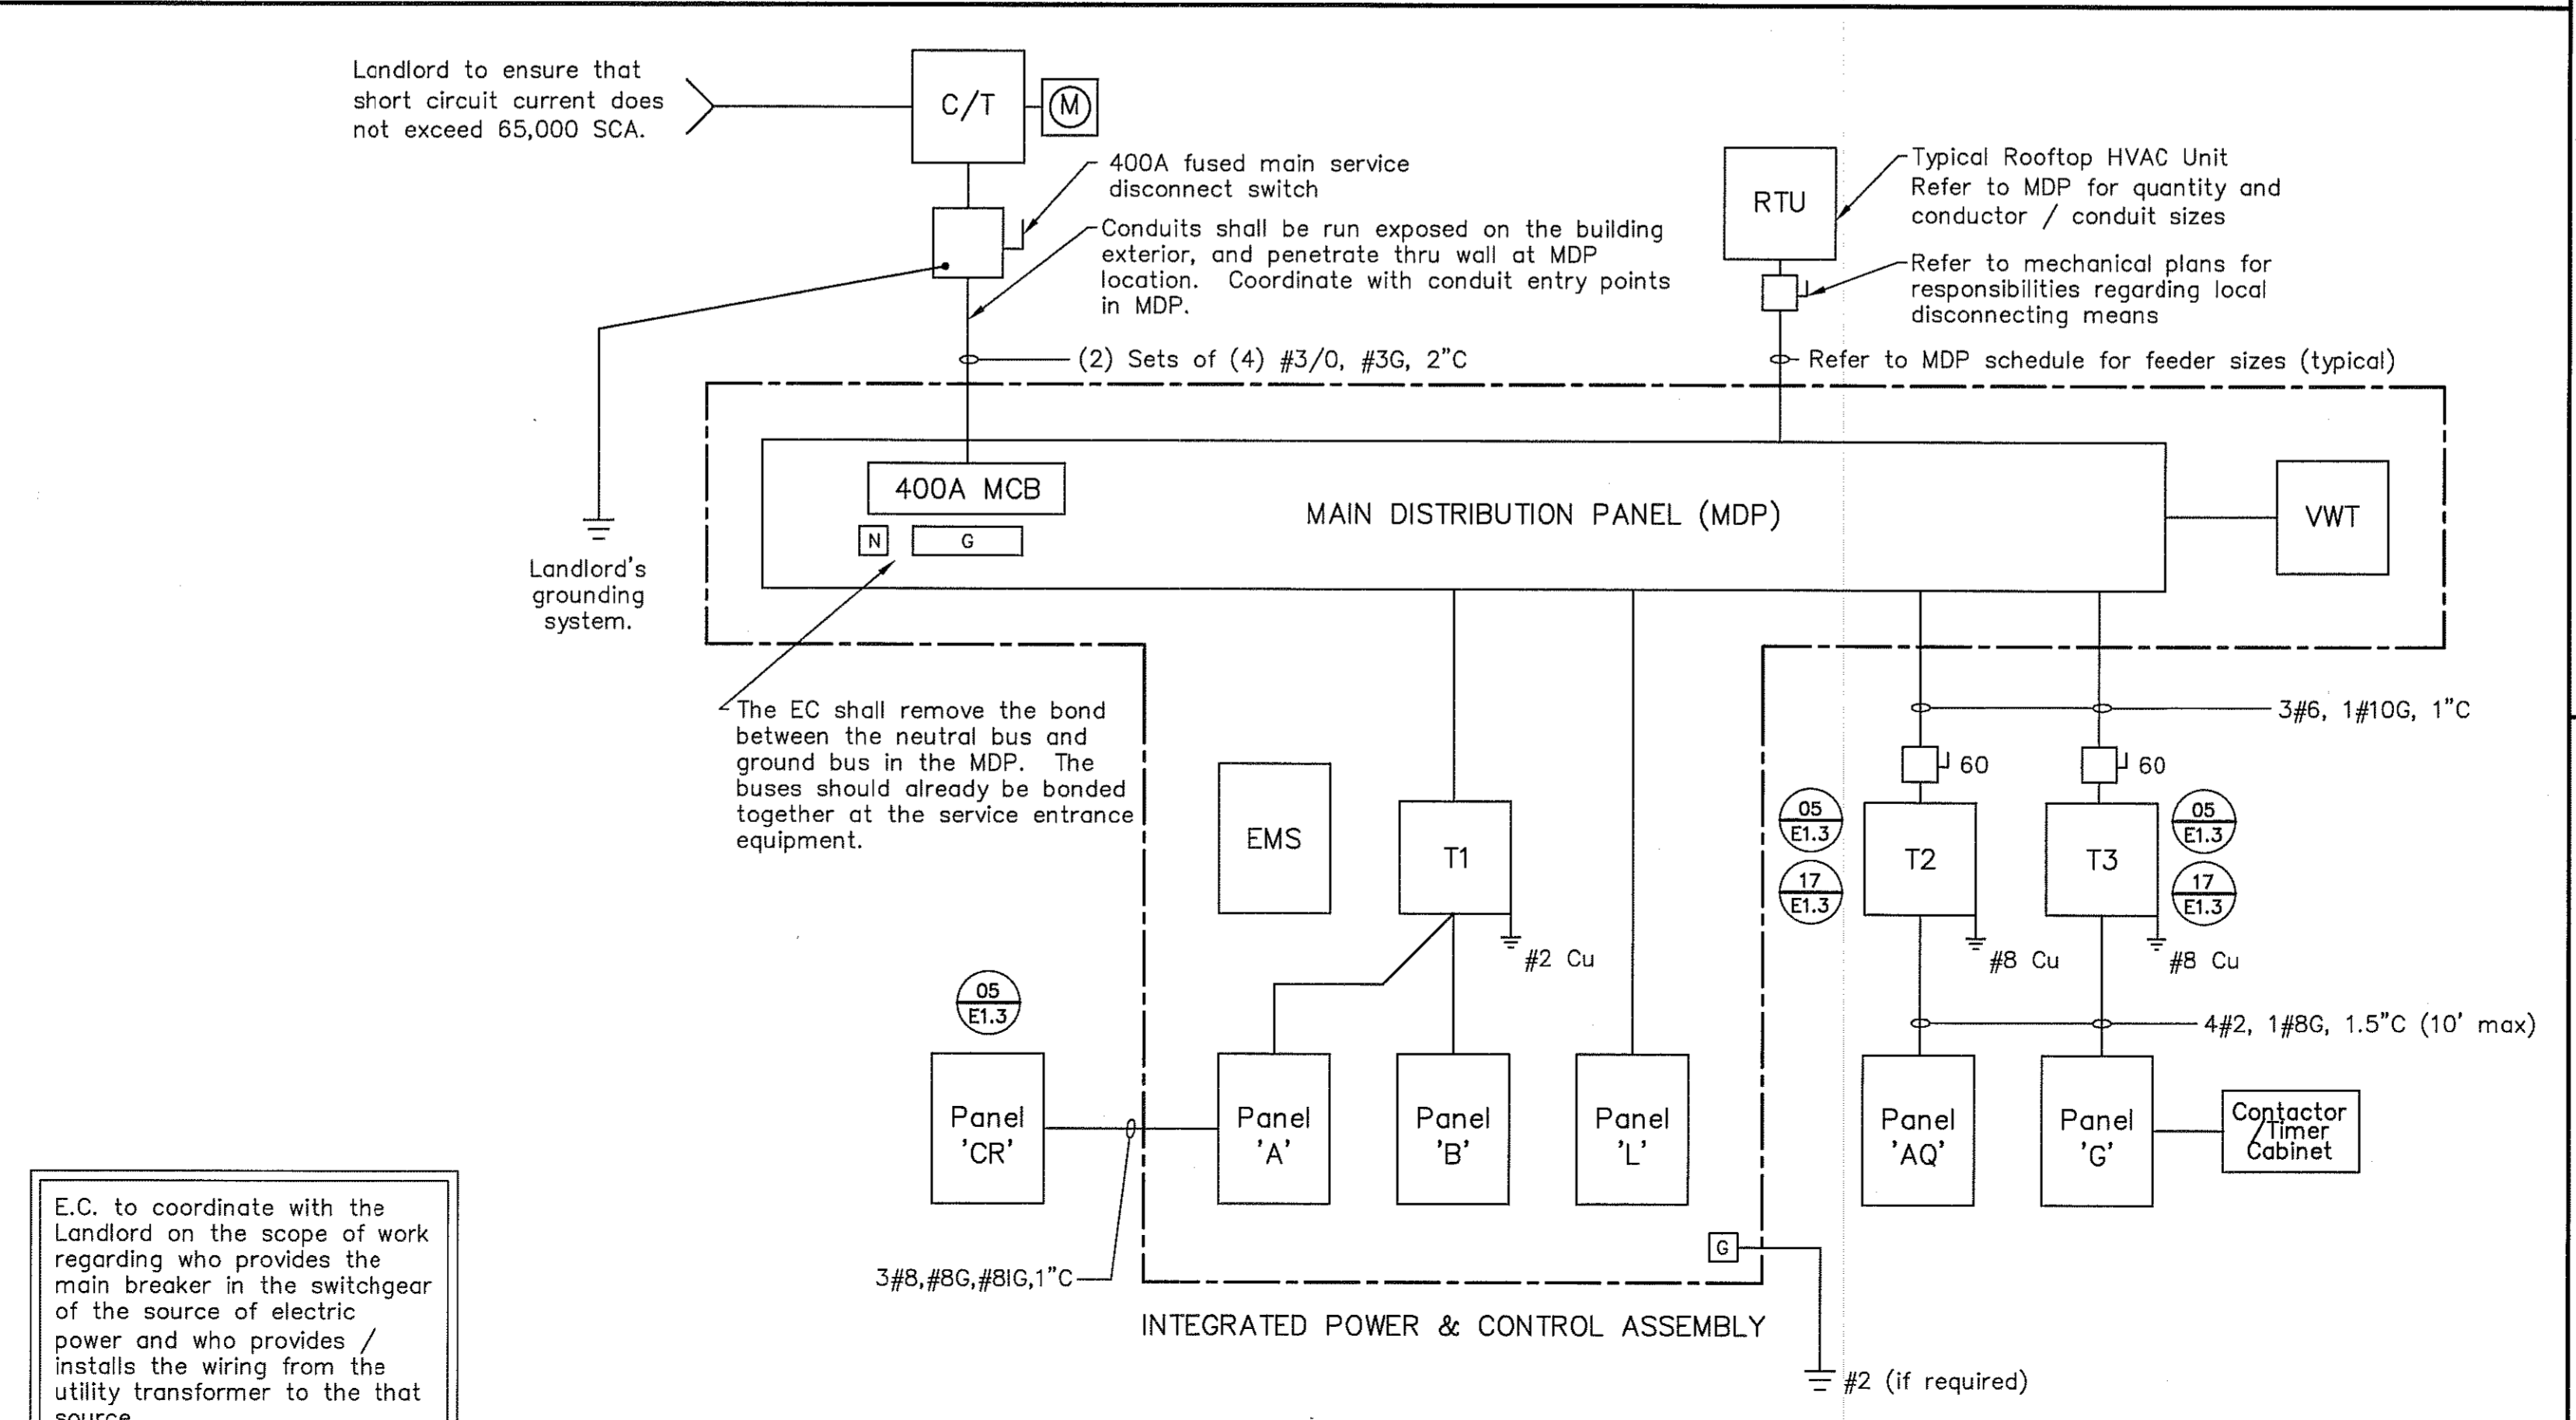 Landlord to ensure that
short circuit current does
not exceed 65,000 SCA.
C/T
M
400A fused main service
disconnect switch
Conduits shall be run exposed on the building
exterior, and penetrate thru wall at MDP
location. Coordinate with conduit entry points
in MDP.
(2) Sets of (4) #3/0, #3G, 2"C
RTU
Typical Rooftop HVAC Unit
Refer to MDP for quantity and
conductor / conduit sizes
Refer to mechanical plans for
responsibilities regarding local
disconnecting means
Refer to MDP schedule for feeder sizes (typical)
400A MCB
N
G
MAIN DISTRIBUTION PANEL (MDP)
VWT
Landlord's
grounding
system.
The EC shall remove the bond
between the neutral bus and
ground bus in the MDP. The
buses should already be bonded
together at the service entrance
equipment.
3#6, 1#10G, 1"C
60
60
EMS
T1
#2 Cu
05
E1.3
17
E1.3
T2
#8 Cu
T3
#8 Cu
05
E1.3
17
E1.3
4#2, 1#8G, 1.5"C (10' max)
05
E1.3
Panel
'CR'
Panel
'A'
Panel
'B'
Panel
'L'
Panel
'AQ'
Panel
'G'
Contactor
/Timer
Cabinet
3#8,#8G,#8IG,1"C
G
#2 (if required)
INTEGRATED POWER & CONTROL ASSEMBLY
E.C. to coordinate with the
Landlord on the scope of work
regarding who provides the
main breaker in the switchgear
of the source of electric
power and who provides /
installs the wiring from the
utility transformer to the that
source